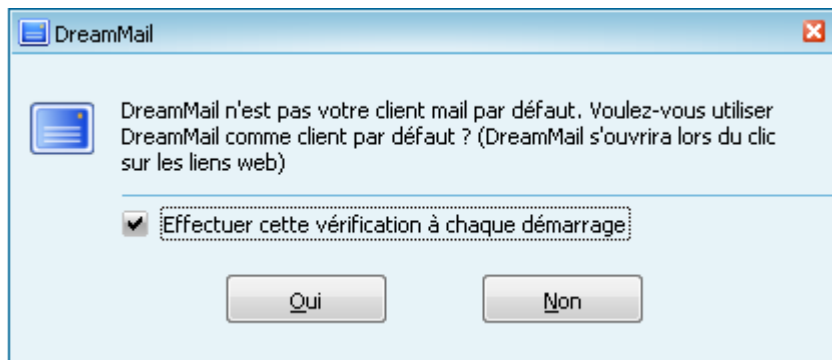 DreamMail
DreamMail n'est pas votre client mail par défaut. Voulez-vous utiliser
DreamMail comme client par défaut ? (DreamMail s'ouvrira lors du clic
sur les liens web)
Effectuer cette vérification à chaque démarrage
Oui
Non